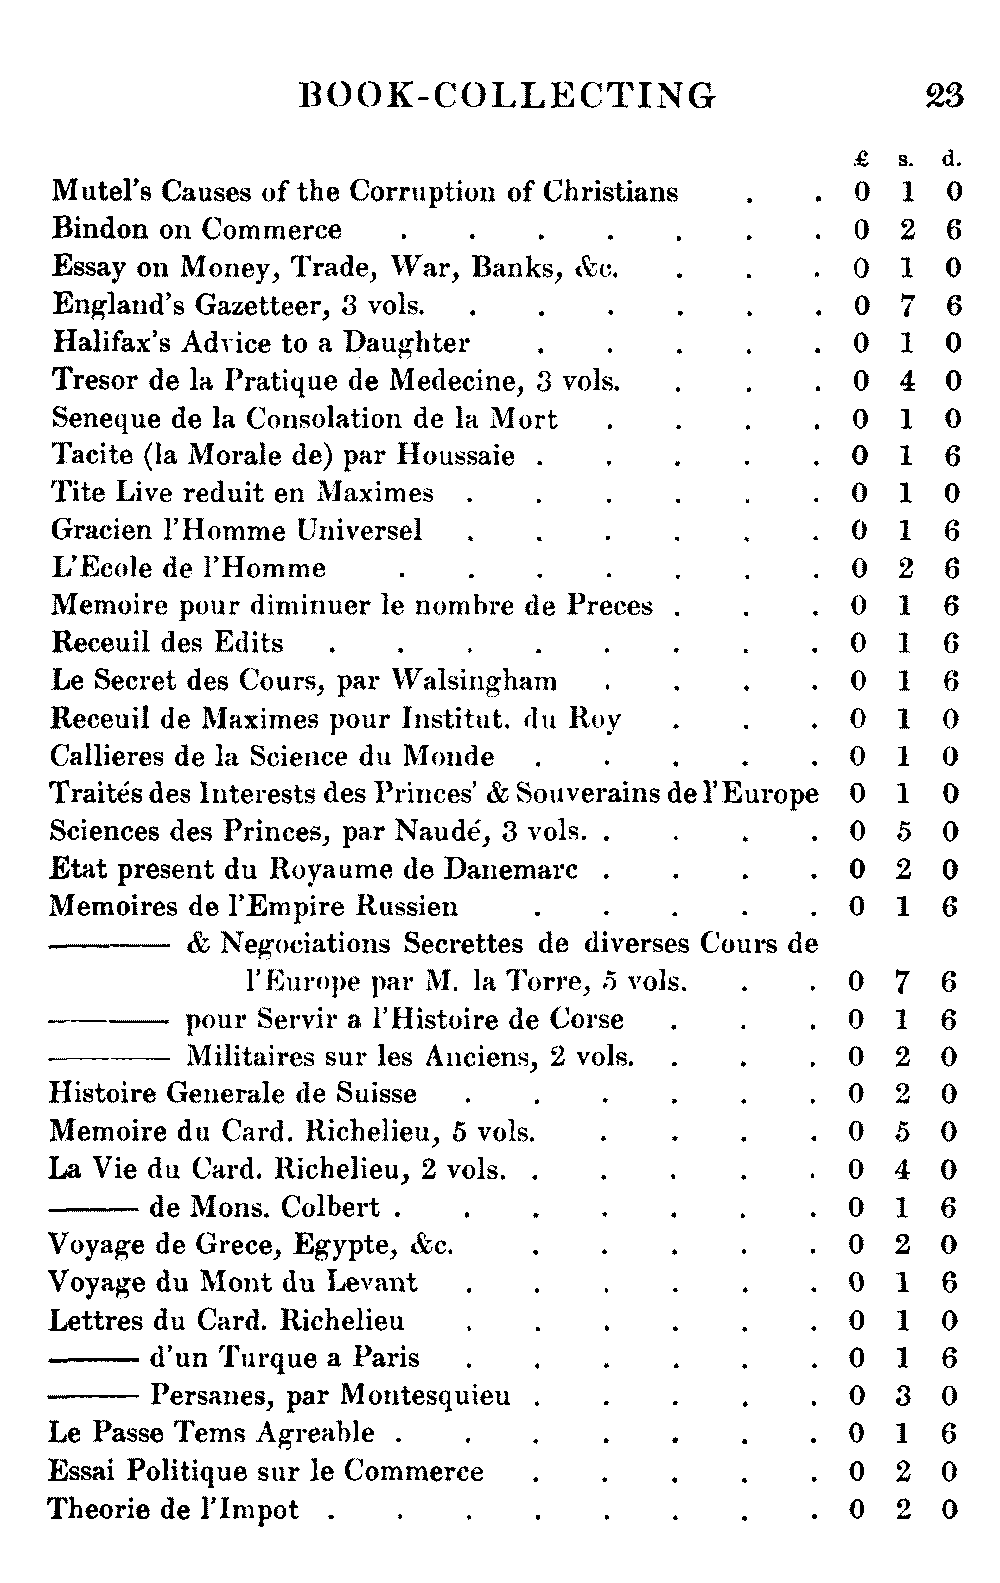 BOOK-COLLECTING 23
£ s. d.
Mutel's Causes of the Corruption of Christians . . 0 1 0
Bindon on Commerce . . . . . . . 0 2 6
Essay on Money, Trade, War, Banks, &c. . . . 0 1 0
England's Gazetteer, 3 vols. . . . . . . 0 7 6
Halifax's Advice to a Daughter . . . . . 0 1 0
Tresor de la Pratique de Medecine, 3 vols. . . . 0 4 0
Seneque de la Consolation de la Mort . . . . 0 1 0
Tacite (la Morale de) par Houssaie . . . . . 0 1 6
Tite Live reduit en Maximes . . . . . . 0 1 0
Gracien l'Homme Universel . . . . . . 0 1 6
L'Ecole de l'Homme . . . . . . . 0 2 6
Memoire pour diminuer le nombre de Preces . . . 0 1 6
Receuil des Edits . . . . . . . . 0 1 6
Le Secret des Cours, par Walsingham . . . . 0 1 6
Receuil de Maximes pour Institut. du Roy . . . 0 1 0
Callieres de la Science du Monde . . . . . 0 1 0
Traités des Interests des Princes' & Souverains de l'Europe 0 1 0
Sciences des Princes, par Naudé, 3 vols. . . . . 0 5 0
Etat present du Royaume de Danemarc . . . . 0 2 0
Memoires de l'Empire Russien . . . . . 0 1 6
——— & Negociations Secrettes de diverses Cours de
l'Europe par M. la Torre, 5 vols. . . 0 7 6
——— pour Servir a l'Histoire de Corse . . . 0 1 6
——— Militaires sur les Anciens, 2 vols. . . . 0 2 0
Histoire Generale de Suisse . . . . . . 0 2 0
Memoire du Card. Richelieu, 5 vols. . . . . 0 5 0
La Vie du Card. Richelieu, 2 vols. . . . . . 0 4 0
——— de Mons. Colbert . . . . . . . 0 1 6
Voyage de Grece, Egypte, &c. . . . . . 0 2 0
Voyage du Mont du Levant . . . . . . 0 1 6
Lettres du Card. Richelieu . . . . . . 0 1 0
——— d'un Turque a Paris . . . . . . 0 1 6
——— Persanes, par Montesquieu . . . . . 0 3 0
Le Passe Tems Agreable . . . . . . . 0 1 6
Essai Politique sur le Commerce . . . . . 0 2 0
Theorie de l'Impot . . . . . . . . 0 2 0